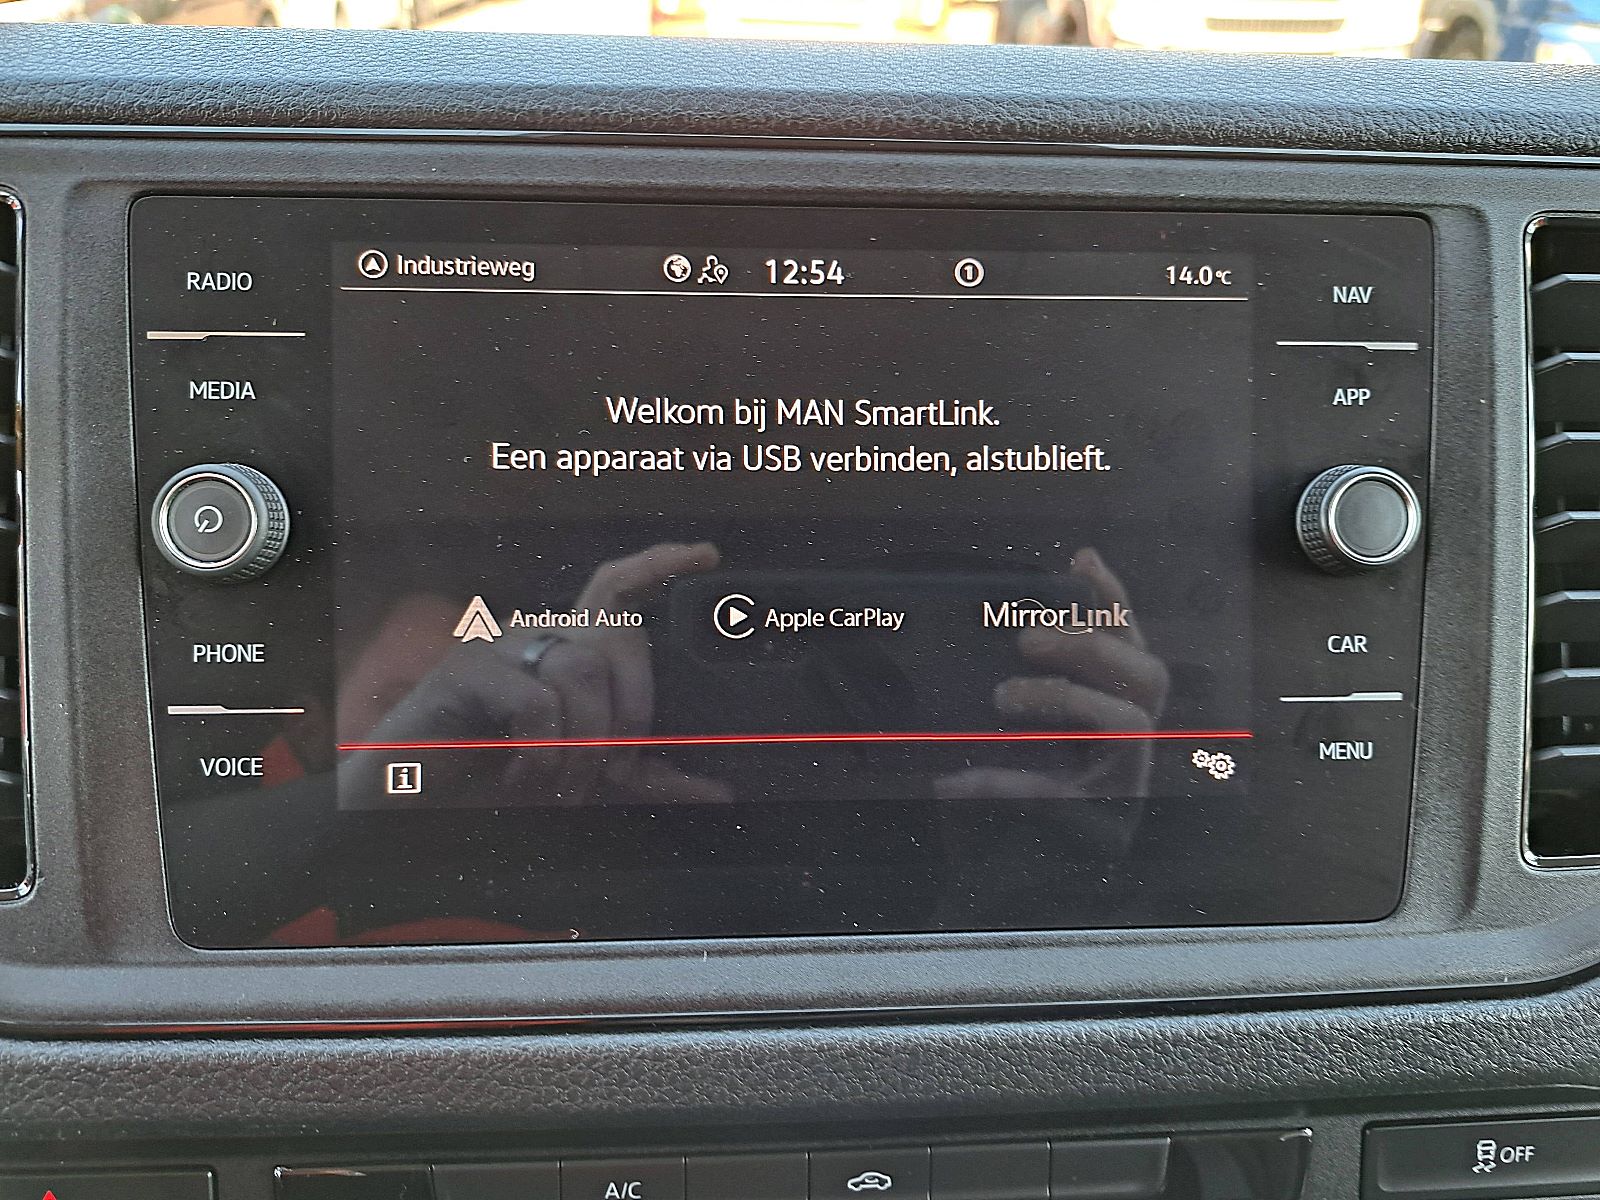 Industrieweg 12:54 1 14.0°C
RADIO
NAV
MEDIA
APP
Welkom bij MAN SmartLink.
Een apparaat via USB verbinden, alstublieft.
Android Auto Apple CarPlay MirrorLink
PHONE
CAR
VOICE
MENU
i
A/C
OFF